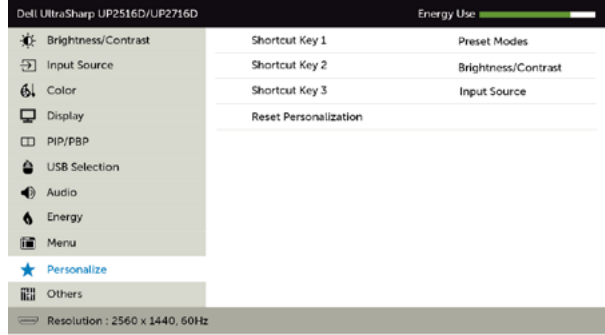 Dell UltraSharp UP2516D/UP2716D Energy Use
Brightness/Contrast Shortcut Key 1 Preset Modes
Input Source Shortcut Key 2 Brightness/Contrast
Color Shortcut Key 3 Input Source
Display Reset Personalization
PIP/PBP
USB Selection
Audio
Energy
Menu
Personalize
Others
Resolution : 2560 x 1440, 60Hz